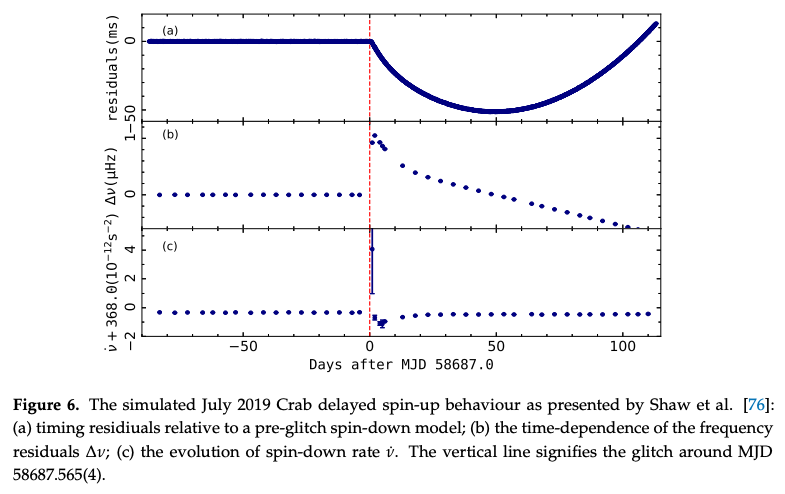 (a)
0
−50
residuals(ms)
(b)
1
0
Δν(μHz)
(c)
4
2
0
−2
ν̇+368.0(10−12s−2)
−50 0 50 100
Days after MJD 58687.0
Figure 6. The simulated July 2019 Crab delayed spin-up behaviour as presented by Shaw et al. [76]:
(a) timing residiuals relative to a pre-glitch spin-down model; (b) the time-dependence of the frequency
residuals Δν; (c) the evolution of spin-down rate ν̇. The vertical line signifies the glitch around MJD
58687.565(4).